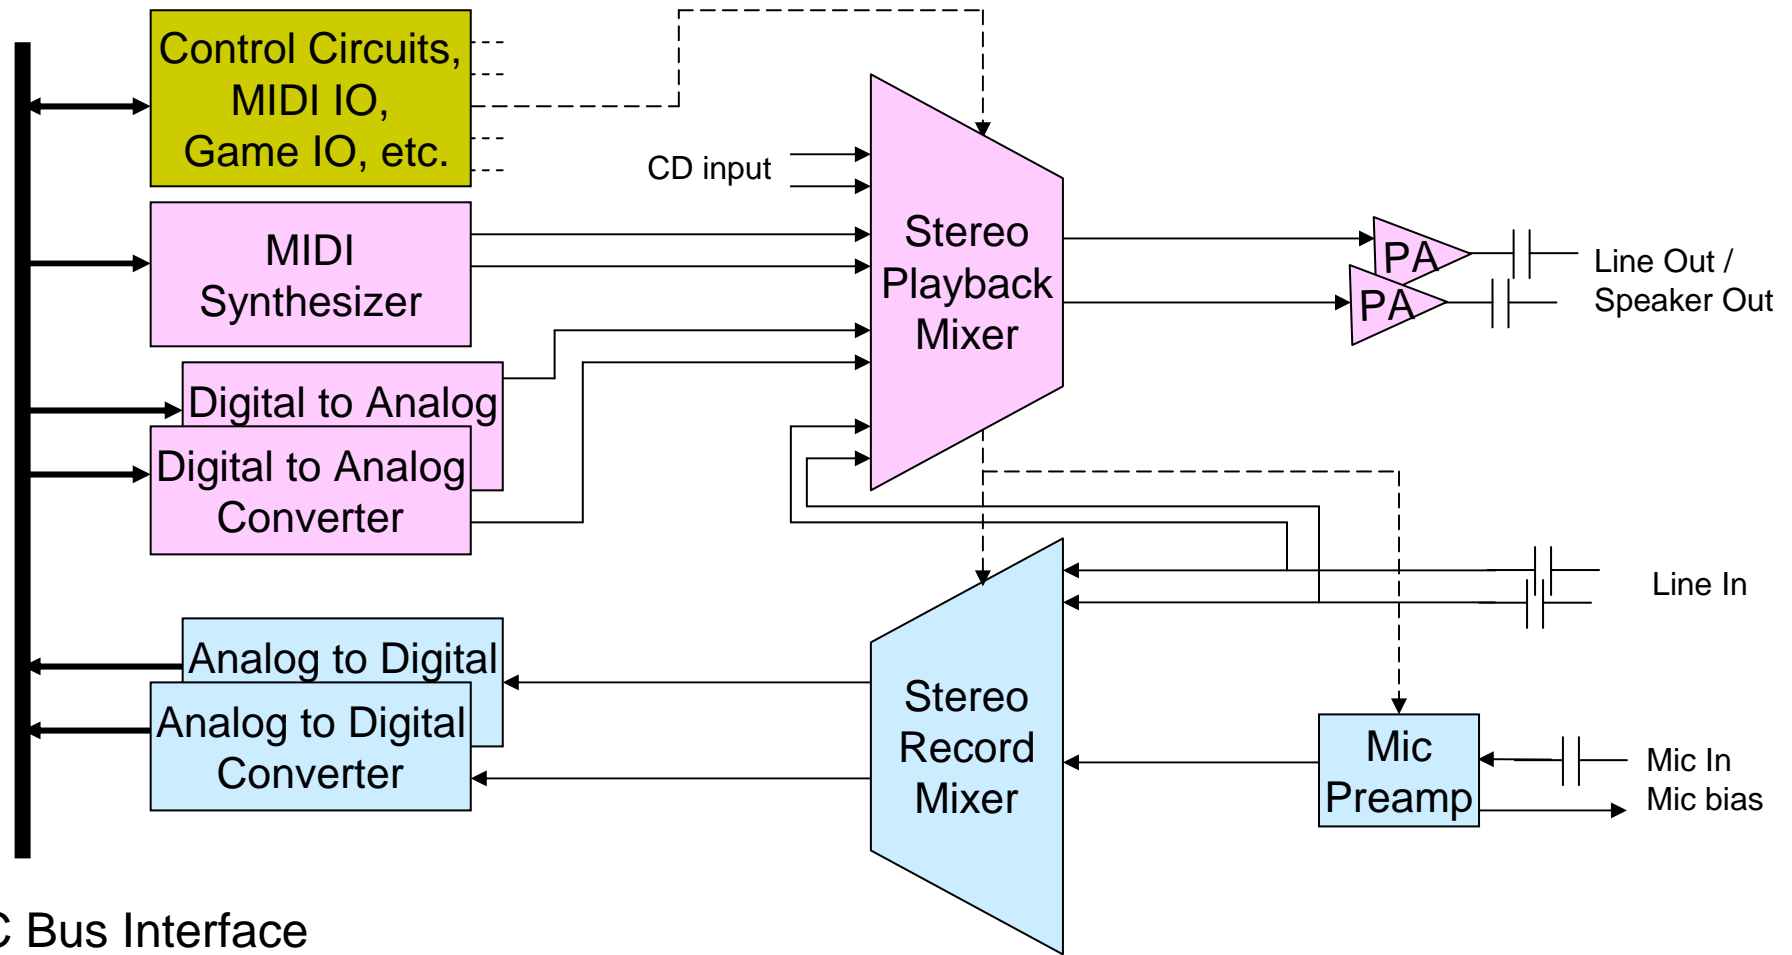 Control Circuits,
MIDI IO,
Game IO, etc.
CD input
MIDI
Synthesizer
Stereo
Playback
Mixer
PA
PA
Line Out /
Speaker Out
Digital to Analog
Digital to Analog
Converter
Line In
Analog to Digital
Analog to Digital
Converter
Stereo
Record
Mixer
Mic
Preamp
Mic In
Mic bias
C Bus Interface